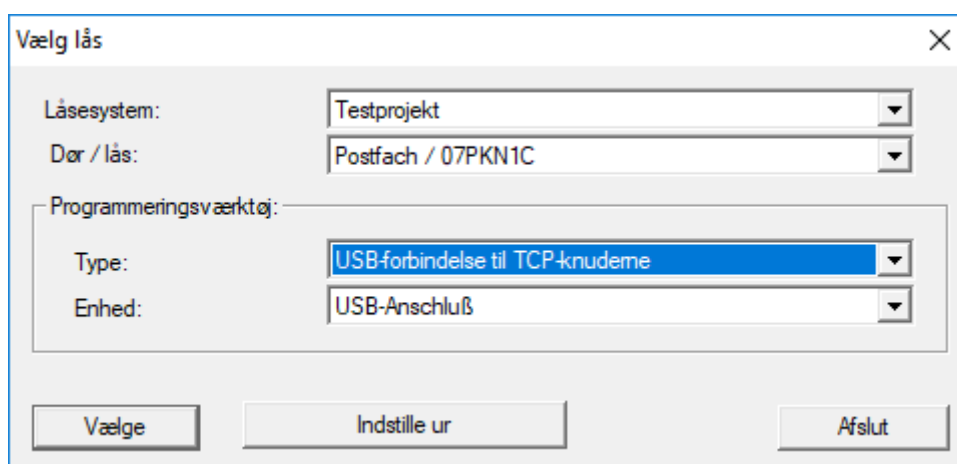 Vælg lås
Låsesystem: Testprojekt
Dør / lås: Postfach / 07PKN1C
Programmeringsværktøj:
Type: USB-forbindelse til TCP-knuderne
Enhed: USB-Anschluß
Vælge Indstille ur Afslut